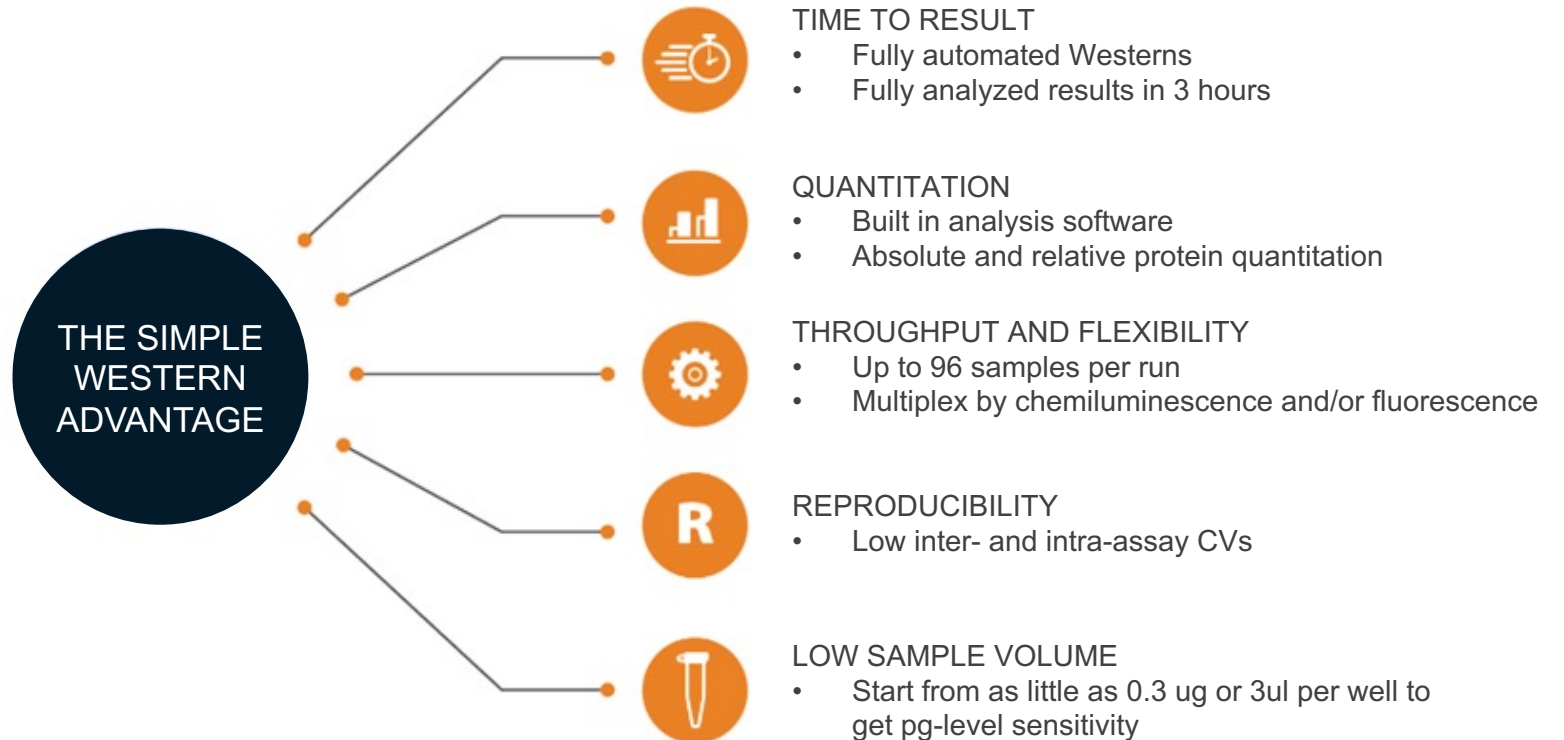 THE SIMPLE
WESTERN
ADVANTAGE
TIME TO RESULT
• Fully automated Westerns
• Fully analyzed results in 3 hours
QUANTITATION
• Built in analysis software
• Absolute and relative protein quantitation
THROUGHPUT AND FLEXIBILITY
• Up to 96 samples per run
• Multiplex by chemiluminescence and/or fluorescence
R
REPRODUCIBILITY
• Low inter- and intra-assay CVs
LOW SAMPLE VOLUME
• Start from as little as 0.3 ug or 3ul per well to
get pg-level sensitivity